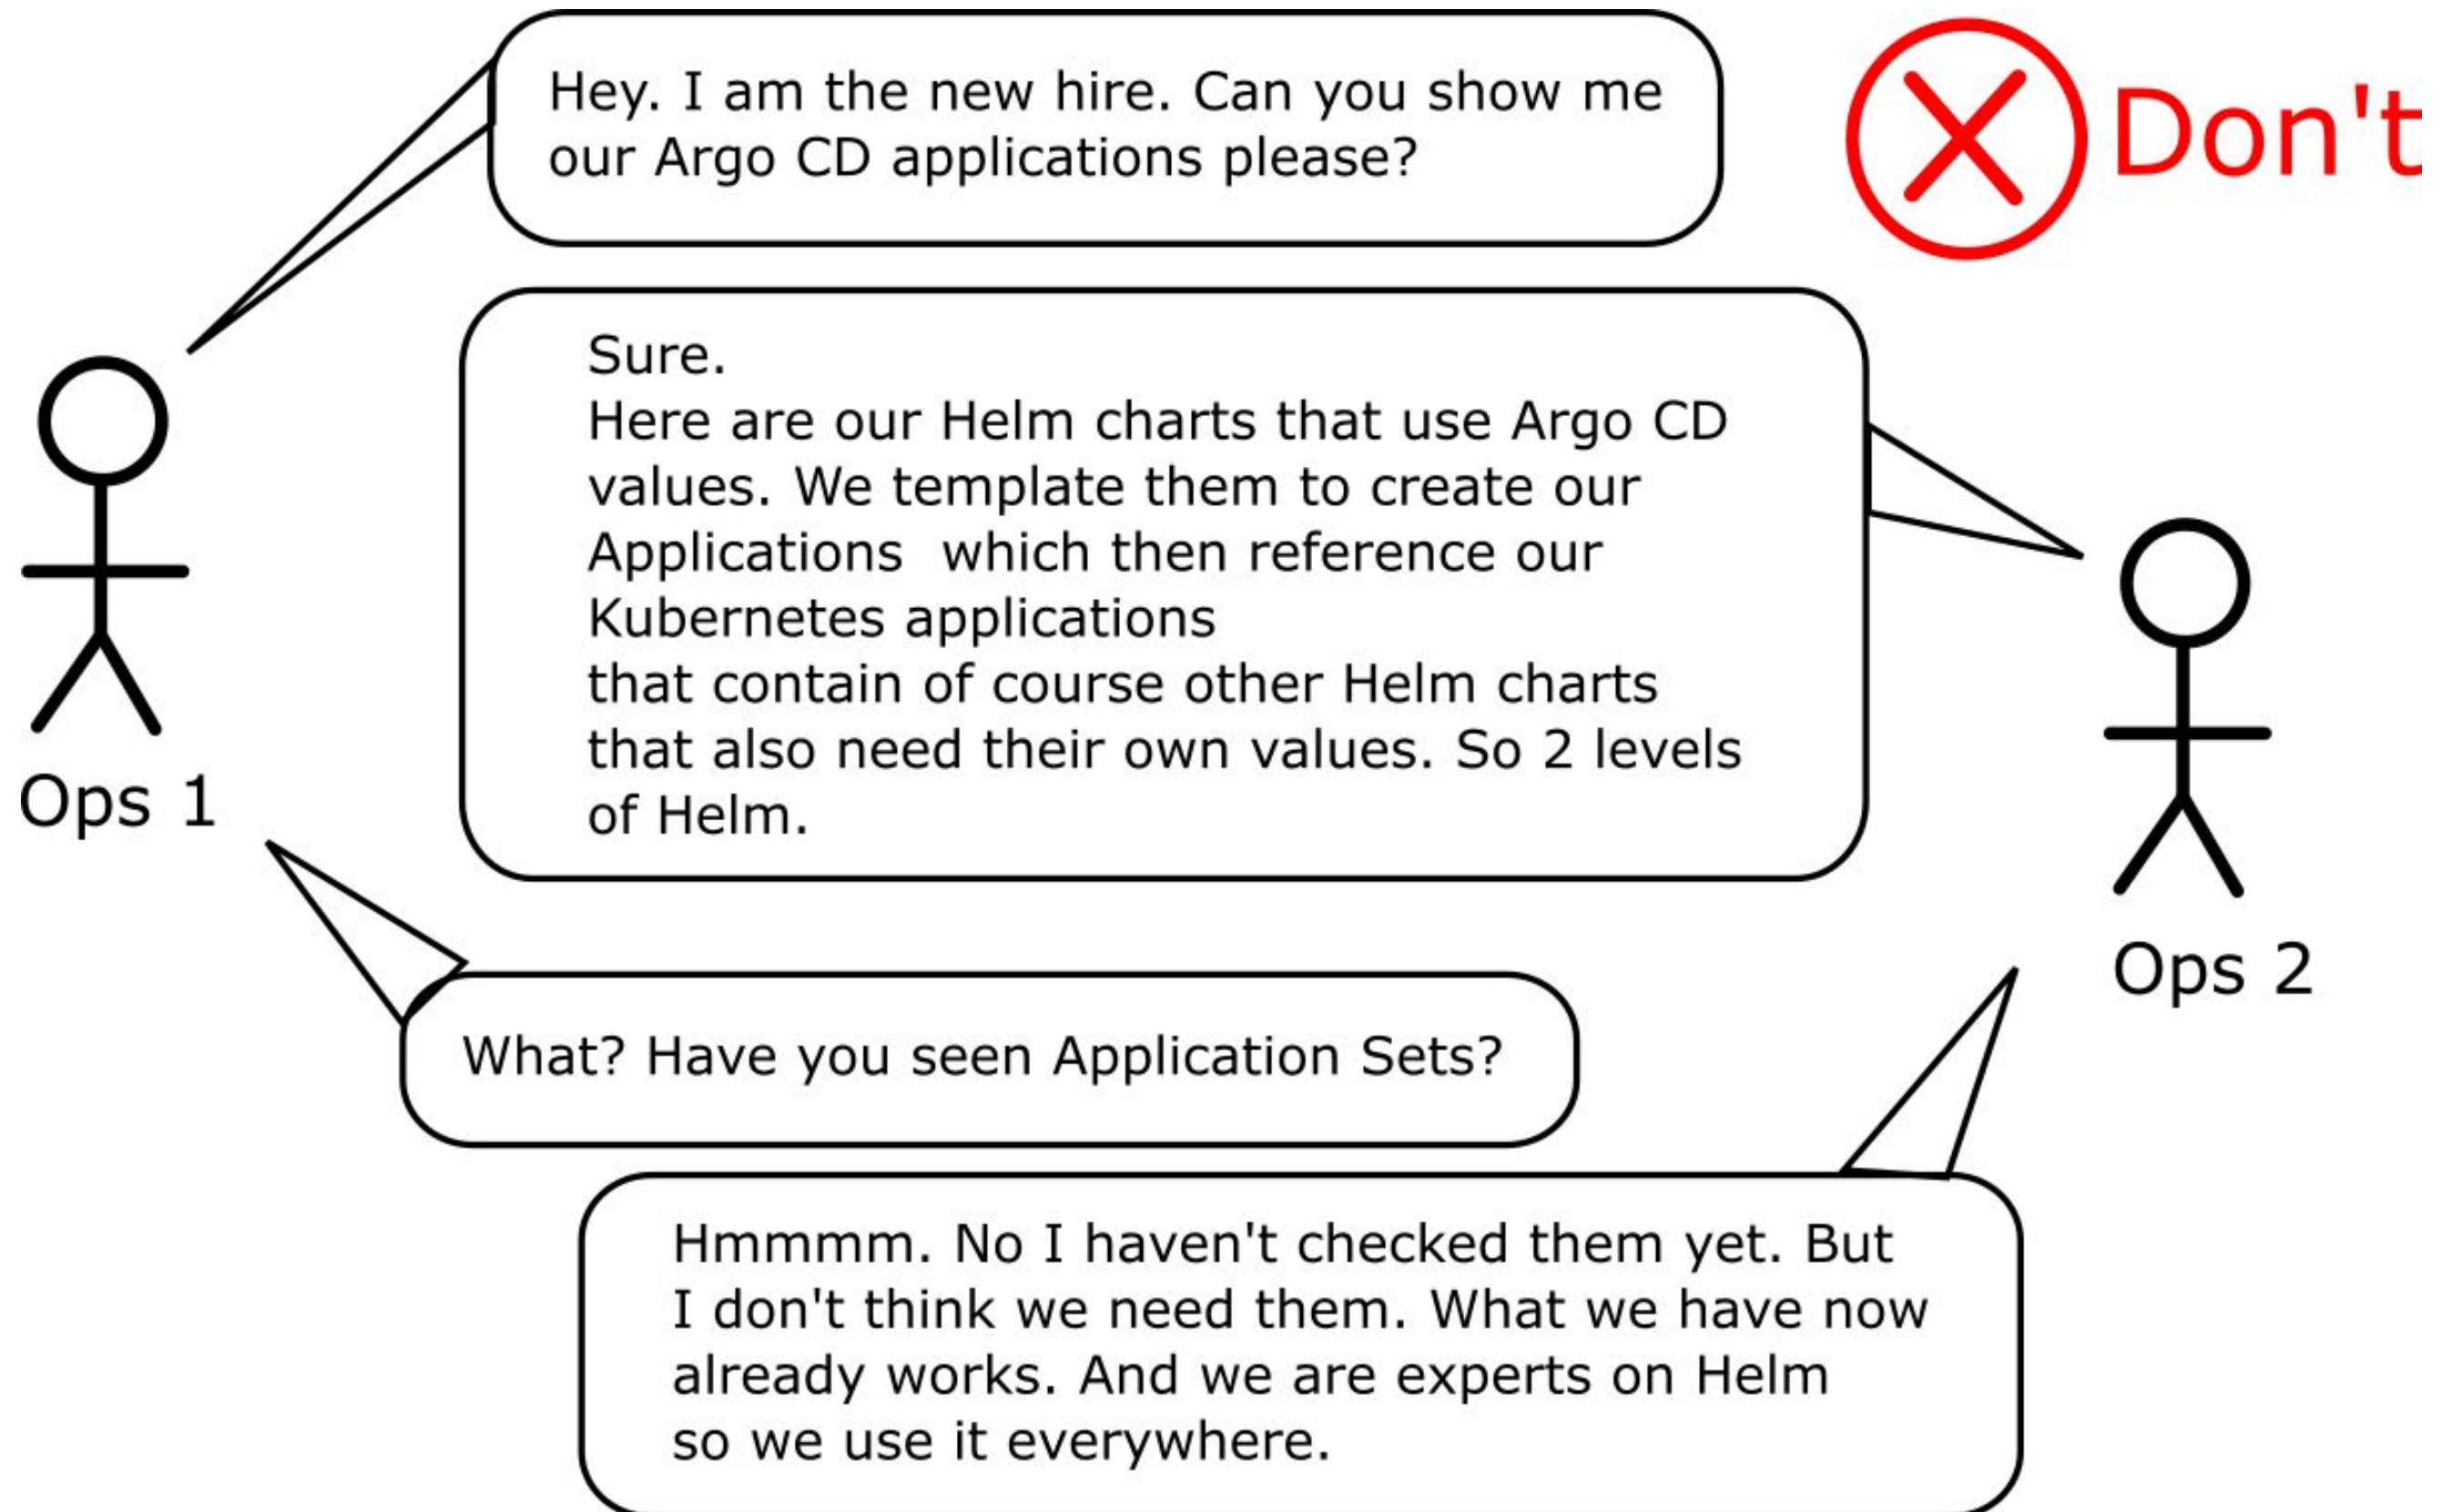 Hey. I am the new hire. Can you show me
our Argo CD applications please?
Don't
Sure.
Here are our Helm charts that use Argo CD
values. We template them to create our
Applications  which then reference our
Kubernetes applications
that contain of course other Helm charts
that also need their own values. So 2 levels
of Helm.
Ops 1
Ops 2
What? Have you seen Application Sets?
Hmmmm. No I haven't checked them yet. But
I don't think we need them. What we have now
already works. And we are experts on Helm
so we use it everywhere.